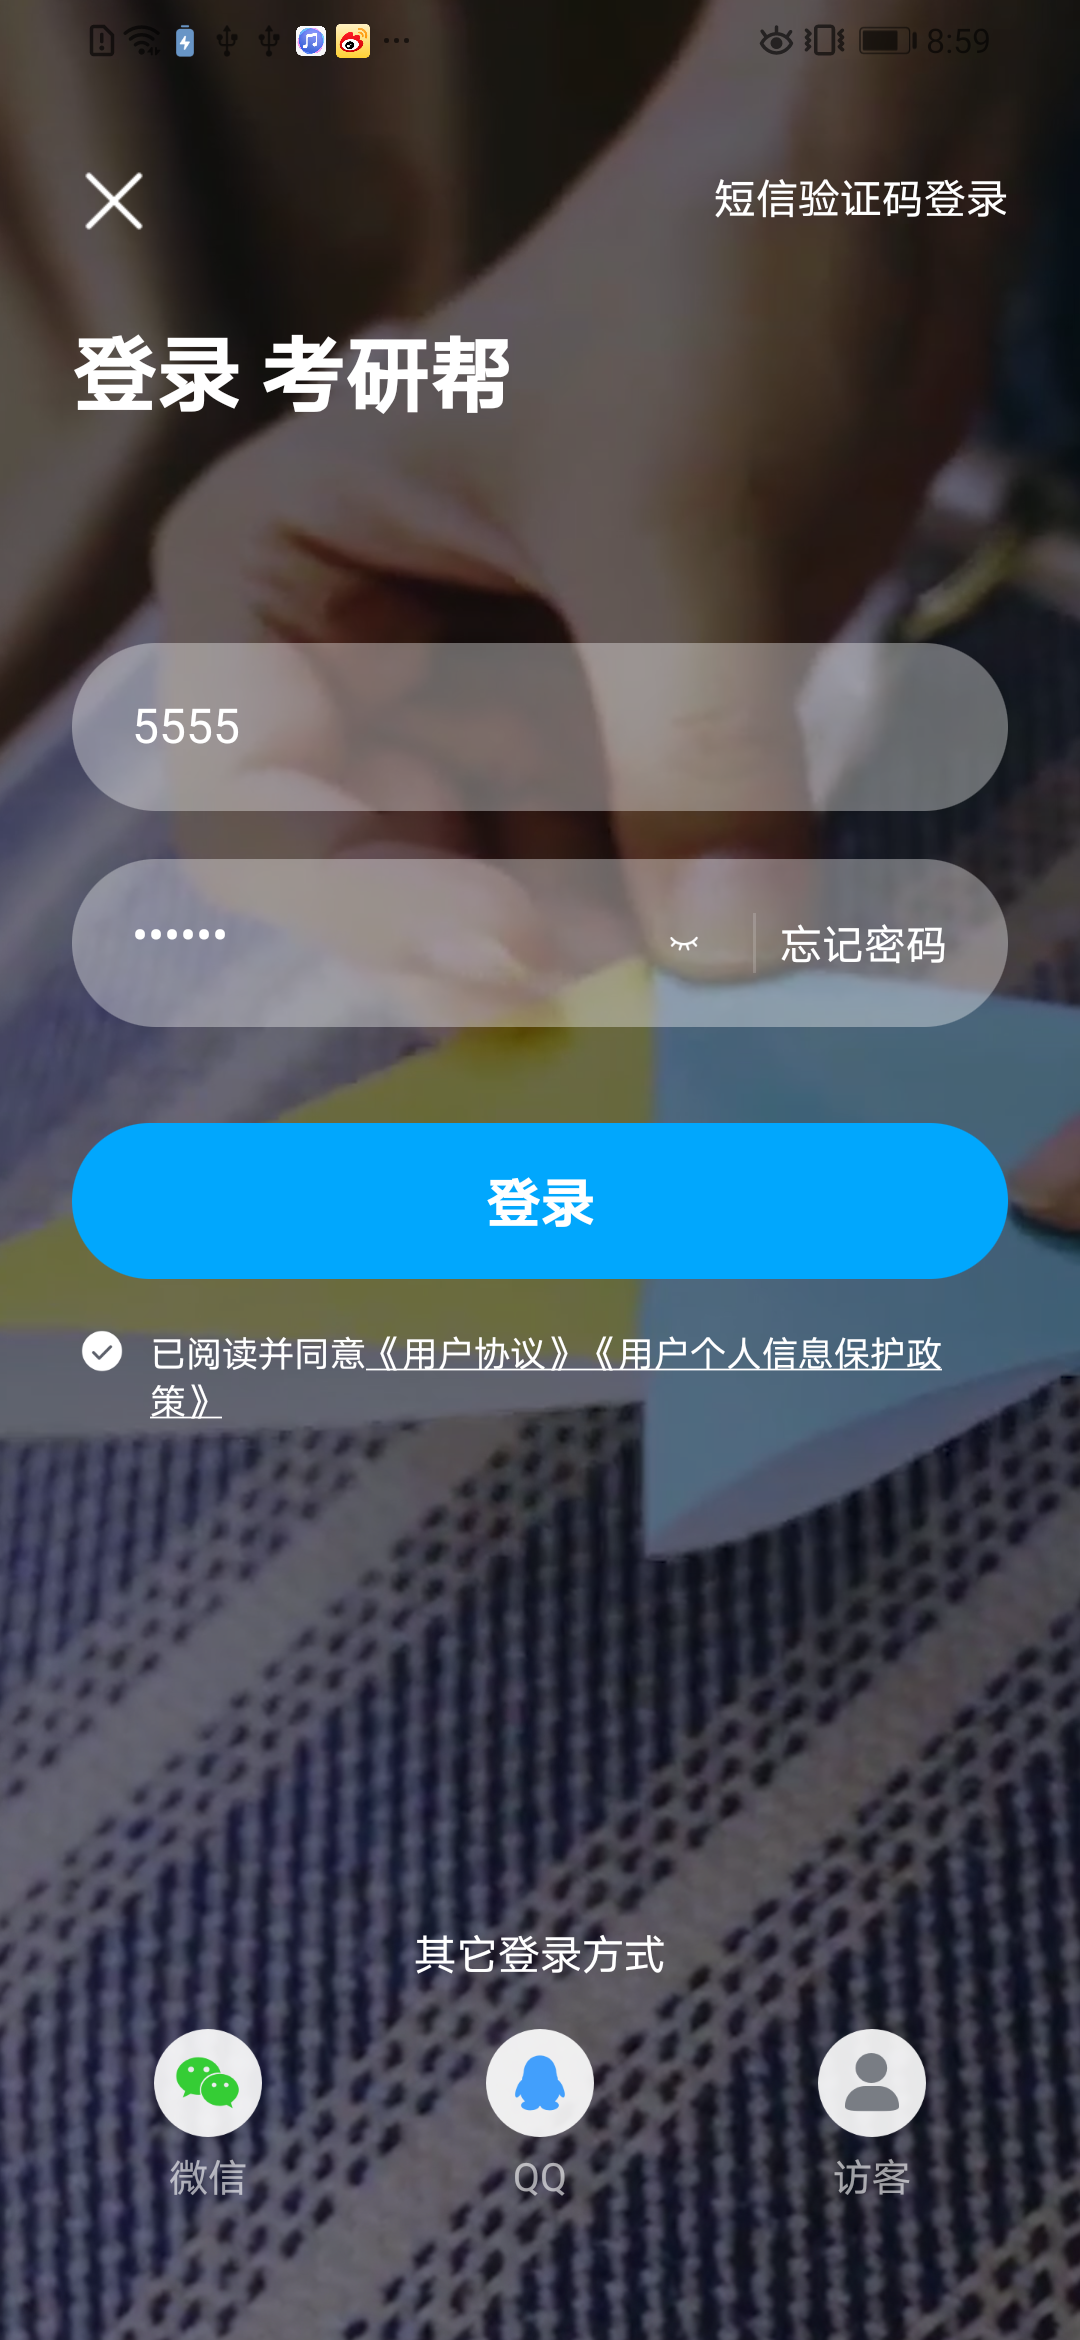 8:59
短信验证码登录
登录 考研帮
5555
••••••
忘记密码
登录
已阅读并同意《用户协议》《用户个人信息保护政
策》
其它登录方式
微信
QQ
访客